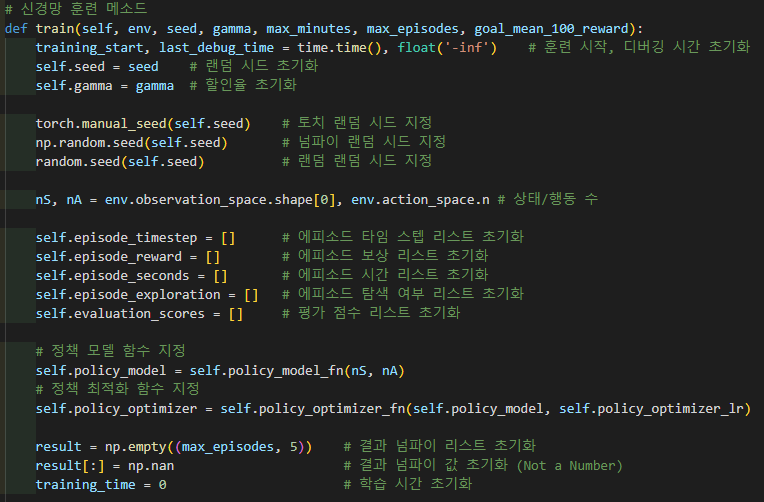 # 신경망 훈련 메소드
def train(self, env, seed, gamma, max_minutes, max_episodes, goal_mean_100_reward):
    training_start, last_debug_time = time.time(), float('-inf')    # 훈련 시작, 디버깅 시간 초기화
    self.seed = seed    # 랜덤 시드 초기화
    self.gamma = gamma  # 할인율 초기화
    torch.manual_seed(self.seed)    # 토치 랜덤 시드 지정
    np.random.seed(self.seed)       # 넘파이 랜덤 시드 지정
    random.seed(self.seed)          # 랜덤 랜덤 시드 지정
    nS, nA = env.observation_space.shape[0], env.action_space.n # 상태/행동 수
    self.episode_timestep = []      # 에피소드 타임 스텝 리스트 초기화
    self.episode_reward = []        # 에피소드 보상 리스트 초기화
    self.episode_seconds = []       # 에피소드 시간 리스트 초기화
    self.episode_exploration = []   # 에피소드 탐색 여부 리스트 초기화
    self.evaluation_scores = []     # 평가 점수 리스트 초기화
    # 정책 모델 함수 지정
    self.policy_model = self.policy_model_fn(nS, nA)
    # 정책 최적화 함수 지정
    self.policy_optimizer = self.policy_optimizer_fn(self.policy_model, self.policy_optimizer_lr)
    result = np.empty((max_episodes, 5))    # 결과 넘파이 리스트 초기화
    result[:] = np.nan                      # 결과 넘파이 값 초기화 (Not a Number)
    training_time = 0                       # 학습 시간 초기화